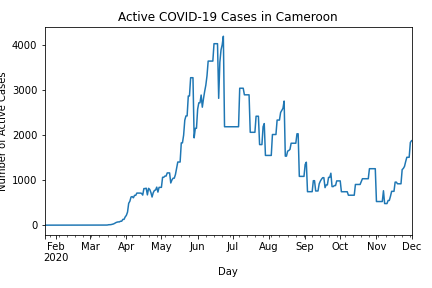 Active COVID-19 Cases in Cameroon
Number of Active Cases
4000
3000
2000
1000
0
Feb Mar Apr May Jun Jul Aug Sep Oct Nov Dec
2020
Day